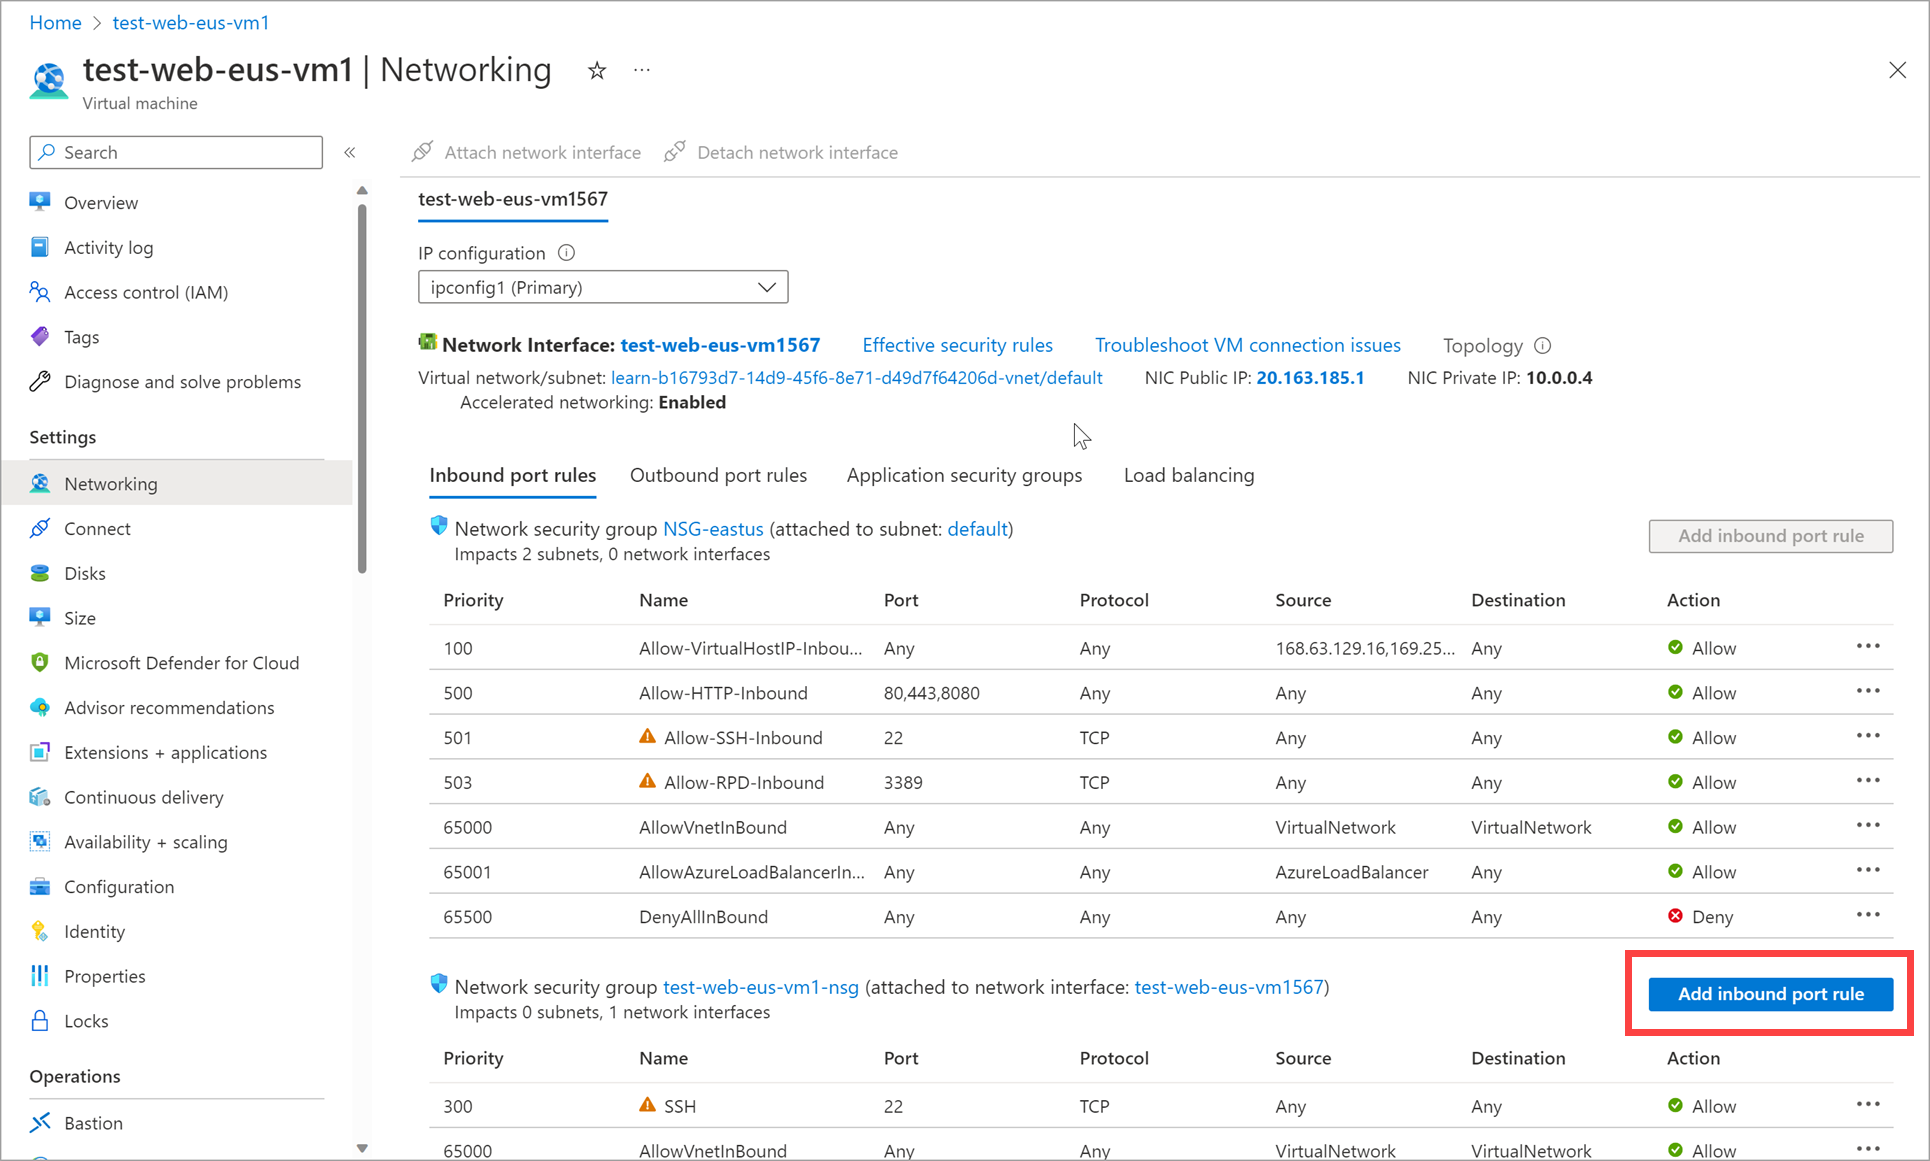 Home > test-web-eus-vm1
test-web-eus-vm1 | Networking
Virtual machine
Search
Attach network interface Detach network interface
Overview
Activity log
Access control (IAM)
Tags
Diagnose and solve problems
Settings
Networking
Connect
Disks
Size
Microsoft Defender for Cloud
Advisor recommendations
Extensions + applications
Continuous delivery
Availability + scaling
Configuration
Identity
Properties
Locks
Operations
Bastion
test-web-eus-vm1567
IP configuration
ipconfig1 (Primary)
Network Interface: test-web-eus-vm1567 Effective security rules Troubleshoot VM connection issues Topology
Virtual network/subnet: learn-b16793d7-14d9-45f6-8e71-d49d7f64206d-vnet/default NIC Public IP: 20.163.185.1 NIC Private IP: 10.0.0.4
Accelerated networking: Enabled
Inbound port rules Outbound port rules Application security groups Load balancing
Network security group NSG-eastus (attached to subnet: default)
Impacts 2 subnets, 0 network interfaces
Add inbound port rule
Priority Name Port Protocol Source Destination Action
100 Allow-VirtualHostIP-Inbou... Any Any 168.63.129.16,169.25... Any Allow
500 Allow-HTTP-Inbound 80,443,8080 Any Any Any Allow
501 Allow-SSH-Inbound 22 TCP Any Any Allow
503 Allow-RPD-Inbound 3389 TCP Any Any Allow
65000 AllowVnetInBound Any Any VirtualNetwork VirtualNetwork Allow
65001 AllowAzureLoadBalancerIn... Any Any AzureLoadBalancer Any Allow
65500 DenyAllInBound Any Any Any Any Deny
Network security group test-web-eus-vm1-nsg (attached to network interface: test-web-eus-vm1567)
Impacts 0 subnets, 1 network interfaces
Add inbound port rule
Priority Name Port Protocol Source Destination Action
300 SSH 22 TCP Any Any Allow
65000 AllowVnetInBound Any Any VirtualNetwork VirtualNetwork Allow